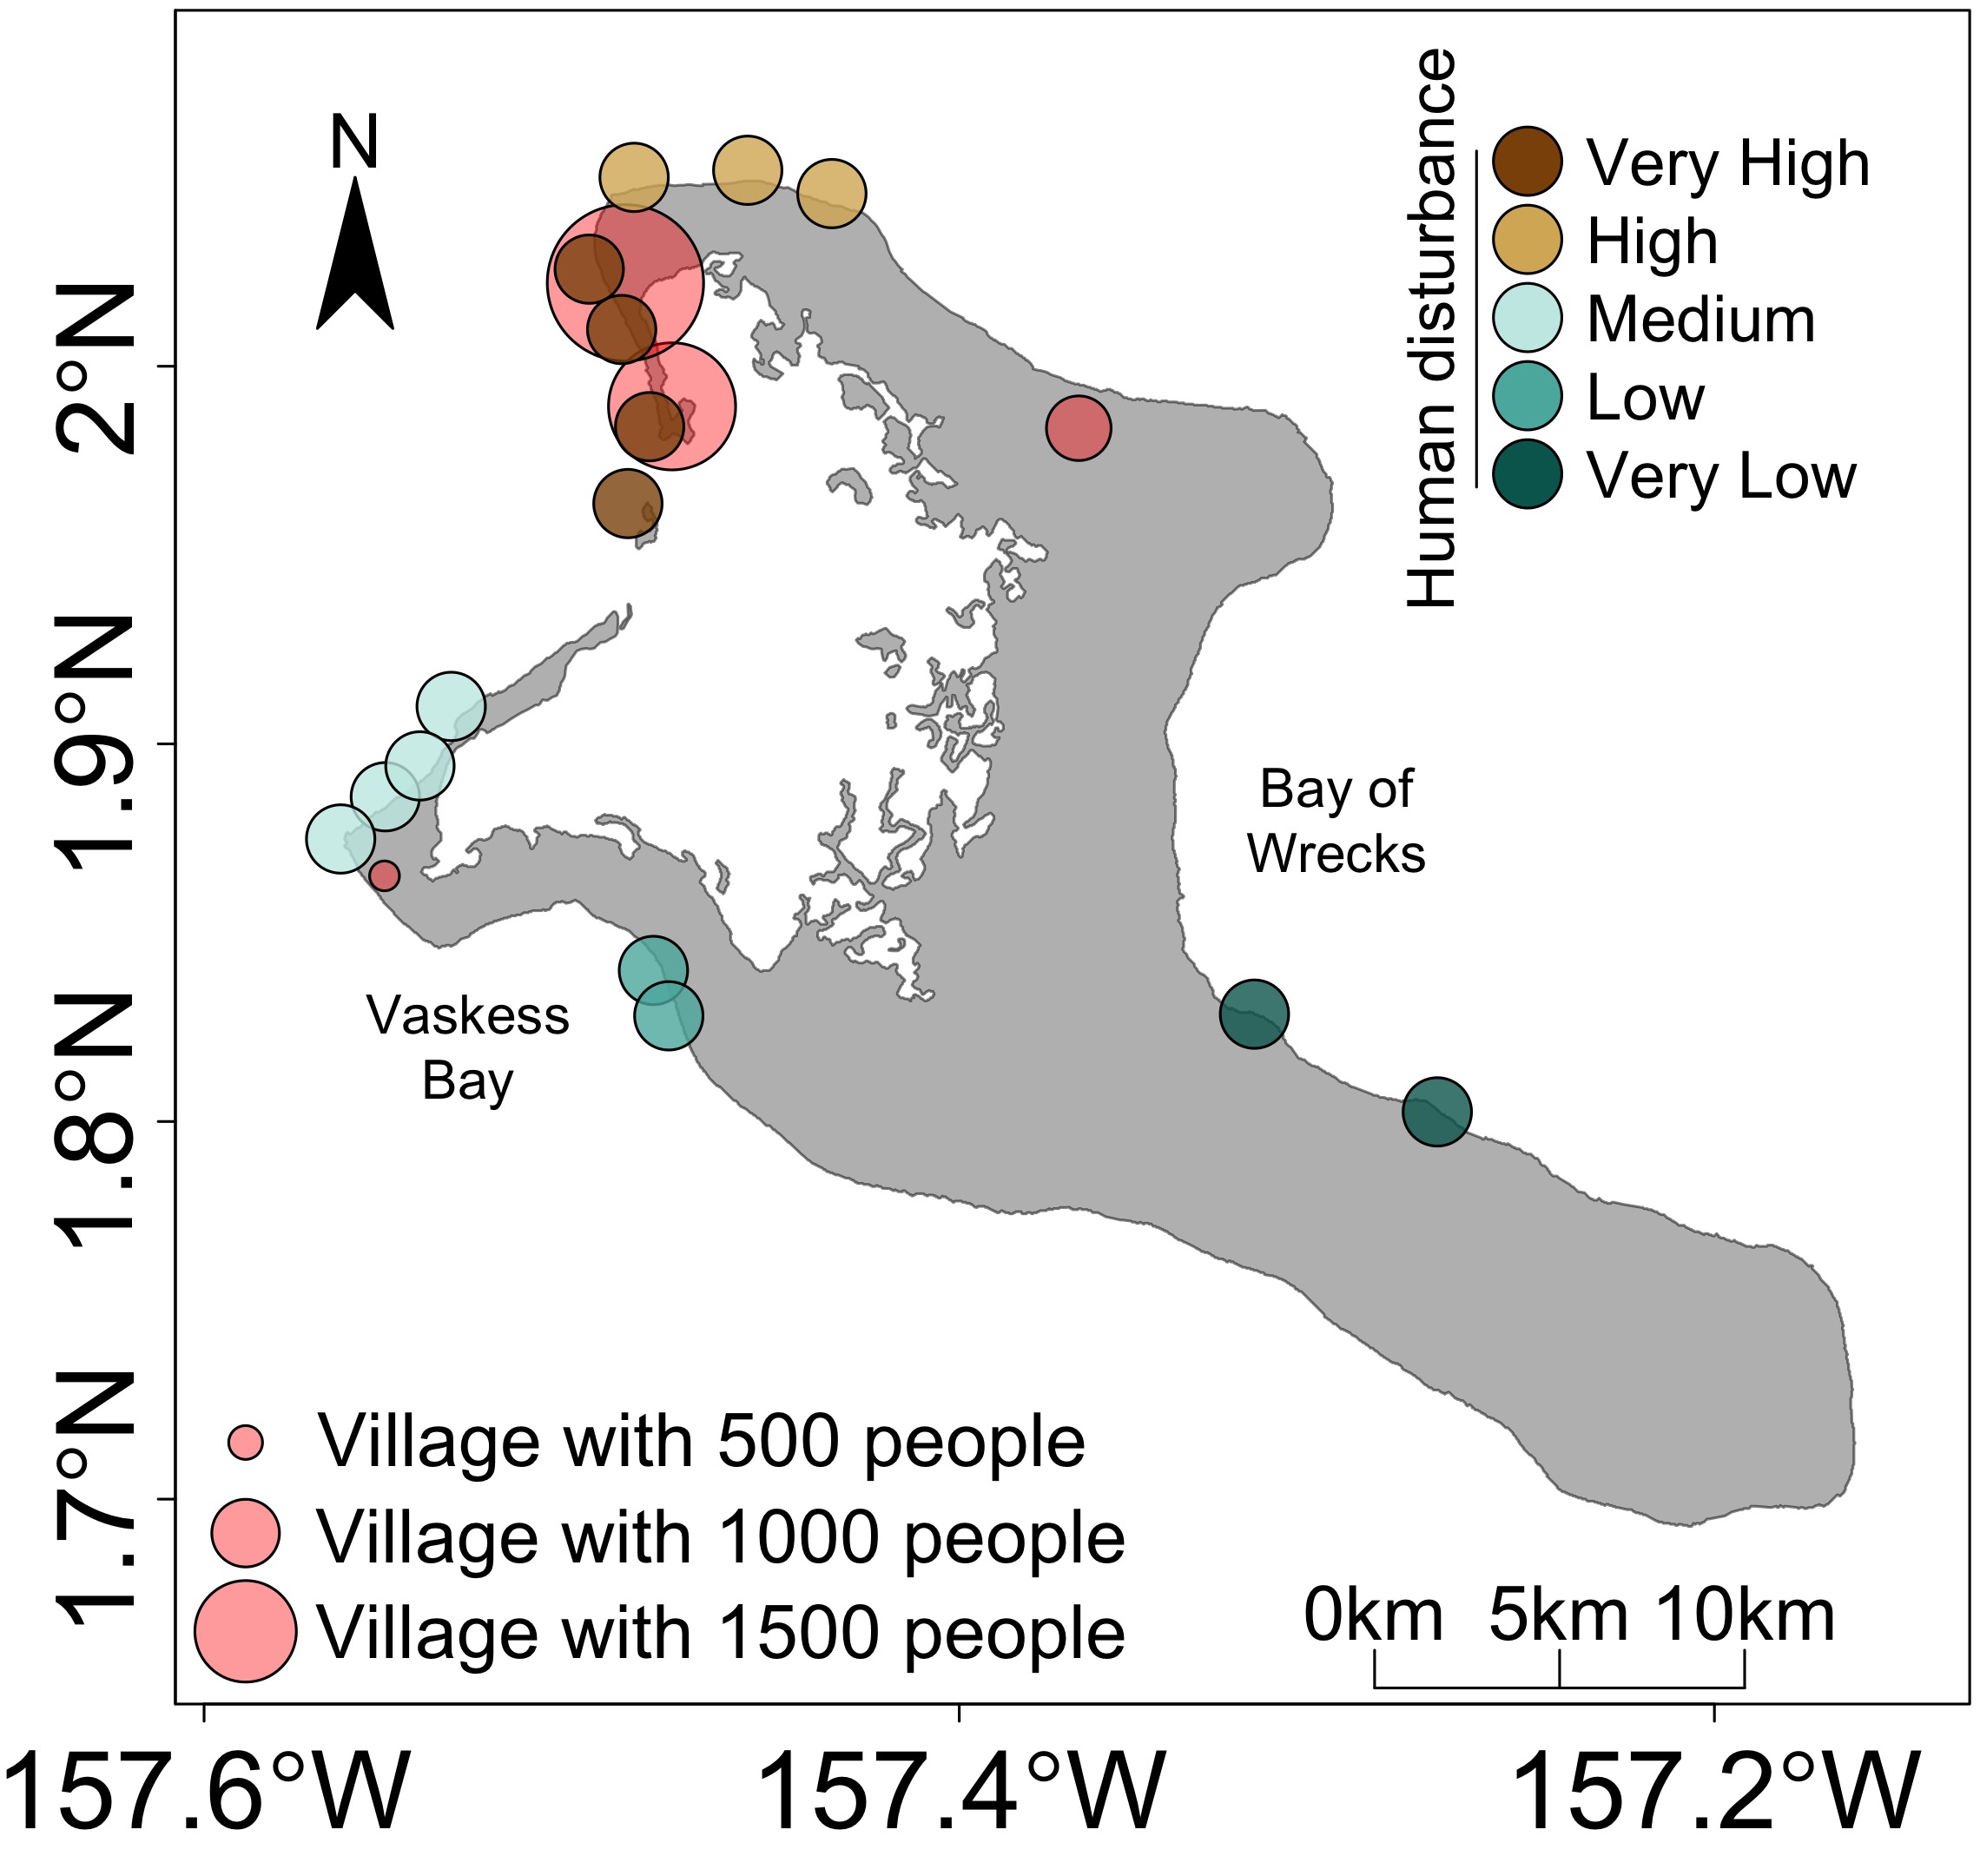 N
Human disturbance
Very High
High
Medium
Low
Very Low
2°N
1.9°N
1.8°N
1.7°N
Bay of
Wrecks
Vaskess
Bay
Village with 500 people
Village with 1000 people
Village with 1500 people
0km 5km 10km
157.6°W 157.4°W 157.2°W